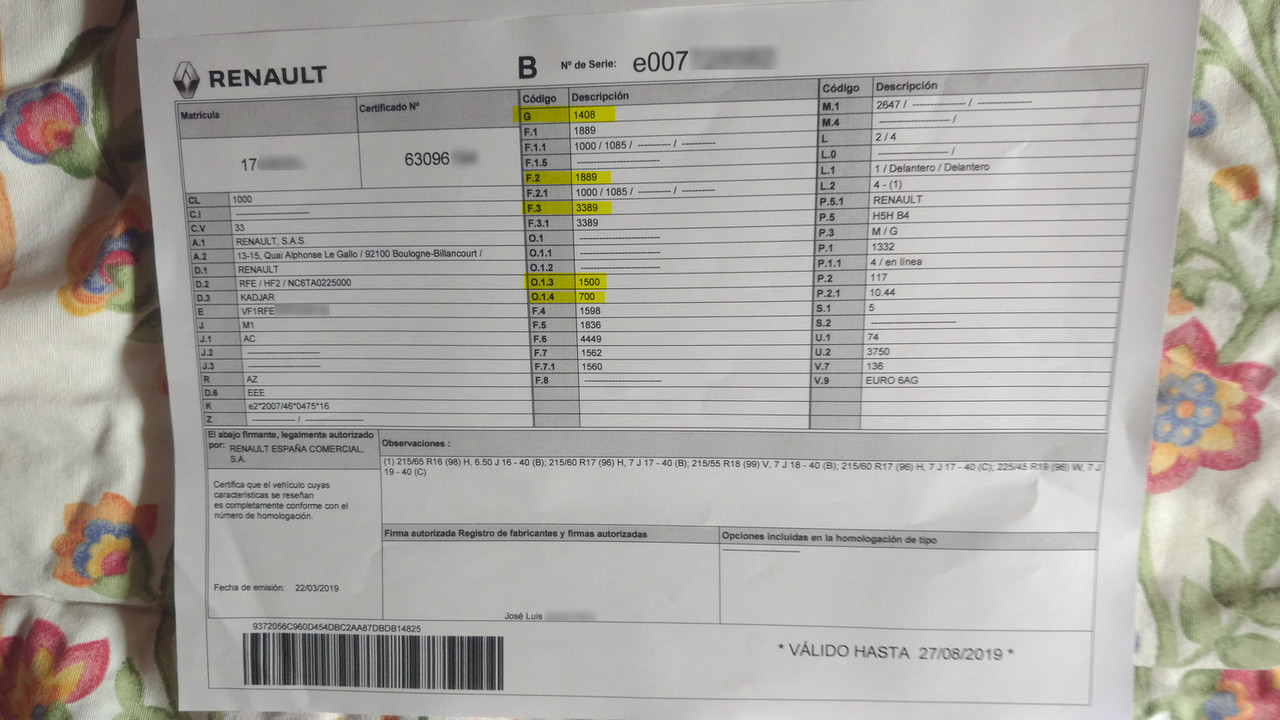 RENAULT
B Nº de Serie: e007
Matrícula
17
Certificado Nº
63096
CL 1000
C.I ---------------------
C.V 33
A.1 RENAULT, S.A.S.
A.2 13-15, Quai Alphonse Le Gallo / 92100 Boulogne-Billancourt /
D.1 RENAULT
D.2 RFE / HF2 / NC6TA0225000
D.3 KADJAR
E VF1RFE
J M1
J.1 AC
J.2 ---------------------
J.3 ---------------------
R AZ
D.6 EEE
K e2*2007/46*0475*16
Z ------------ / ----------------
Código Descripción
G 1408
F.1 1889
F.1.1 1000 / 1085 / ---------- / ----------
F.1.5 ------------------------
F.2 1889
F.2.1 1000 / 1085 / ---------- / ----------
F.3 3389
F.3.1 3389
O.1 ------------------------
O.1.1 ------------------------
O.1.2 ------------------------
O.1.3 1500
O.1.4 700
F.4 1598
F.5 1836
F.6 4449
F.7 1562
F.7.1 1560
F.8 ------------------------
Código Descripción
M.1 2647 / ---------------- / ----------------
M.4 ---------------------- /
L 2 / 4
L.0 ---------------------- /
L.1 1 / Delantero / Delantero
L.2 4 - (1)
P.5.1 RENAULT
P.5 H5H B4
P.3 M / G
P.1 1332
P.1.1 4 / en línea
P.2 117
P.2.1 10.44
S.1 5
S.2 ------------------------
U.1 74
U.2 3750
V.7 136
V.9 EURO 6AG
El abajo firmante, legalmente autorizado
por: RENAULT ESPAÑA COMERCIAL,
S.A.
Certifica que el vehículo cuyas
características se reseñan
es completamente conforme con el
número de homologación.
Fecha de emisión: 22/03/2019
Observaciones :
(1) 215/65 R16 (98) H, 6.50 J 16 - 40 (B); 215/60 R17 (96) H, 7 J 17 - 40 (B); 215/55 R18 (99) V, 7 J 18 - 40 (B); 215/60 R17 (96) H, 7 J 17 - 40 (C); 225/45 R19 (96) W, 7 J
19 - 40 (C)
Firma autorizada Registro de fabricantes y firmas autorizadas
José Luis
Opciones incluidas en la homologación de tipo
---------------------
9372056C960D454DBC2AA87DBDB14825
* VÁLIDO HASTA 27/08/2019 *